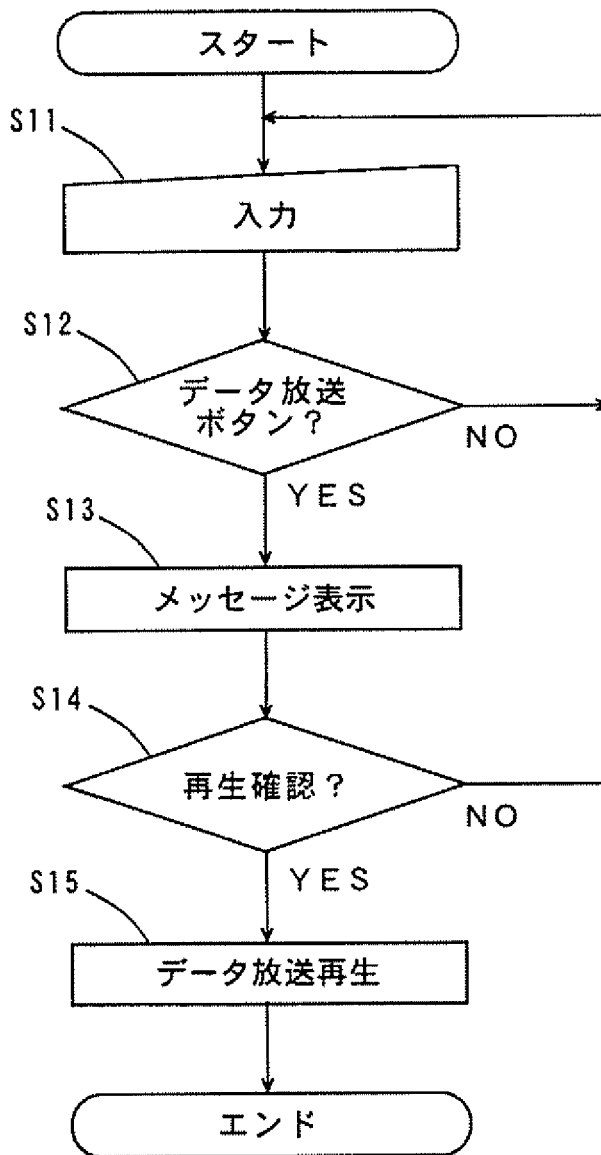 スタート
S11
入力
S12
データ放送
ボタン?
NO
YES
S13
メッセージ表示
S14
再生確認?
NO
YES
S15
データ放送再生
エンド